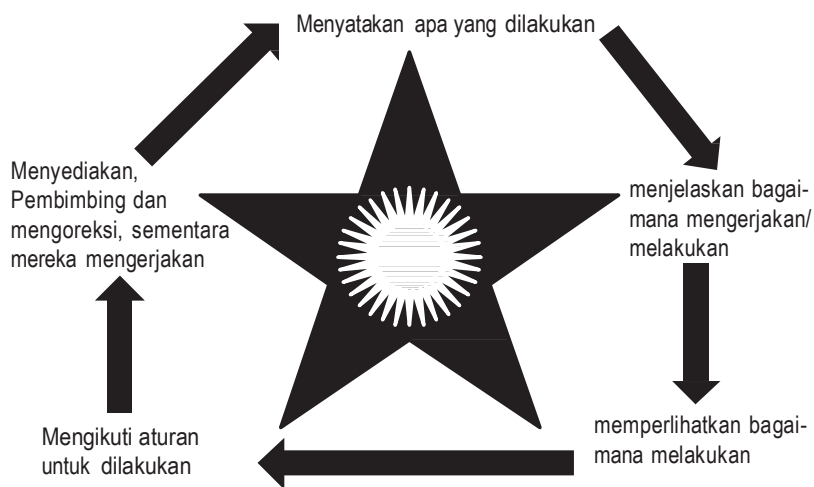 Menyatakan apa yang dilakukan
menjelaskan bagai-
mana mengerjakan/
melakukan
memperlihatkan bagai-
mana melakukan
Mengikuti aturan
untuk dilakukan
Menyediakan,
Pembimbing dan
mengoreksi, sementara
mereka mengerjakan